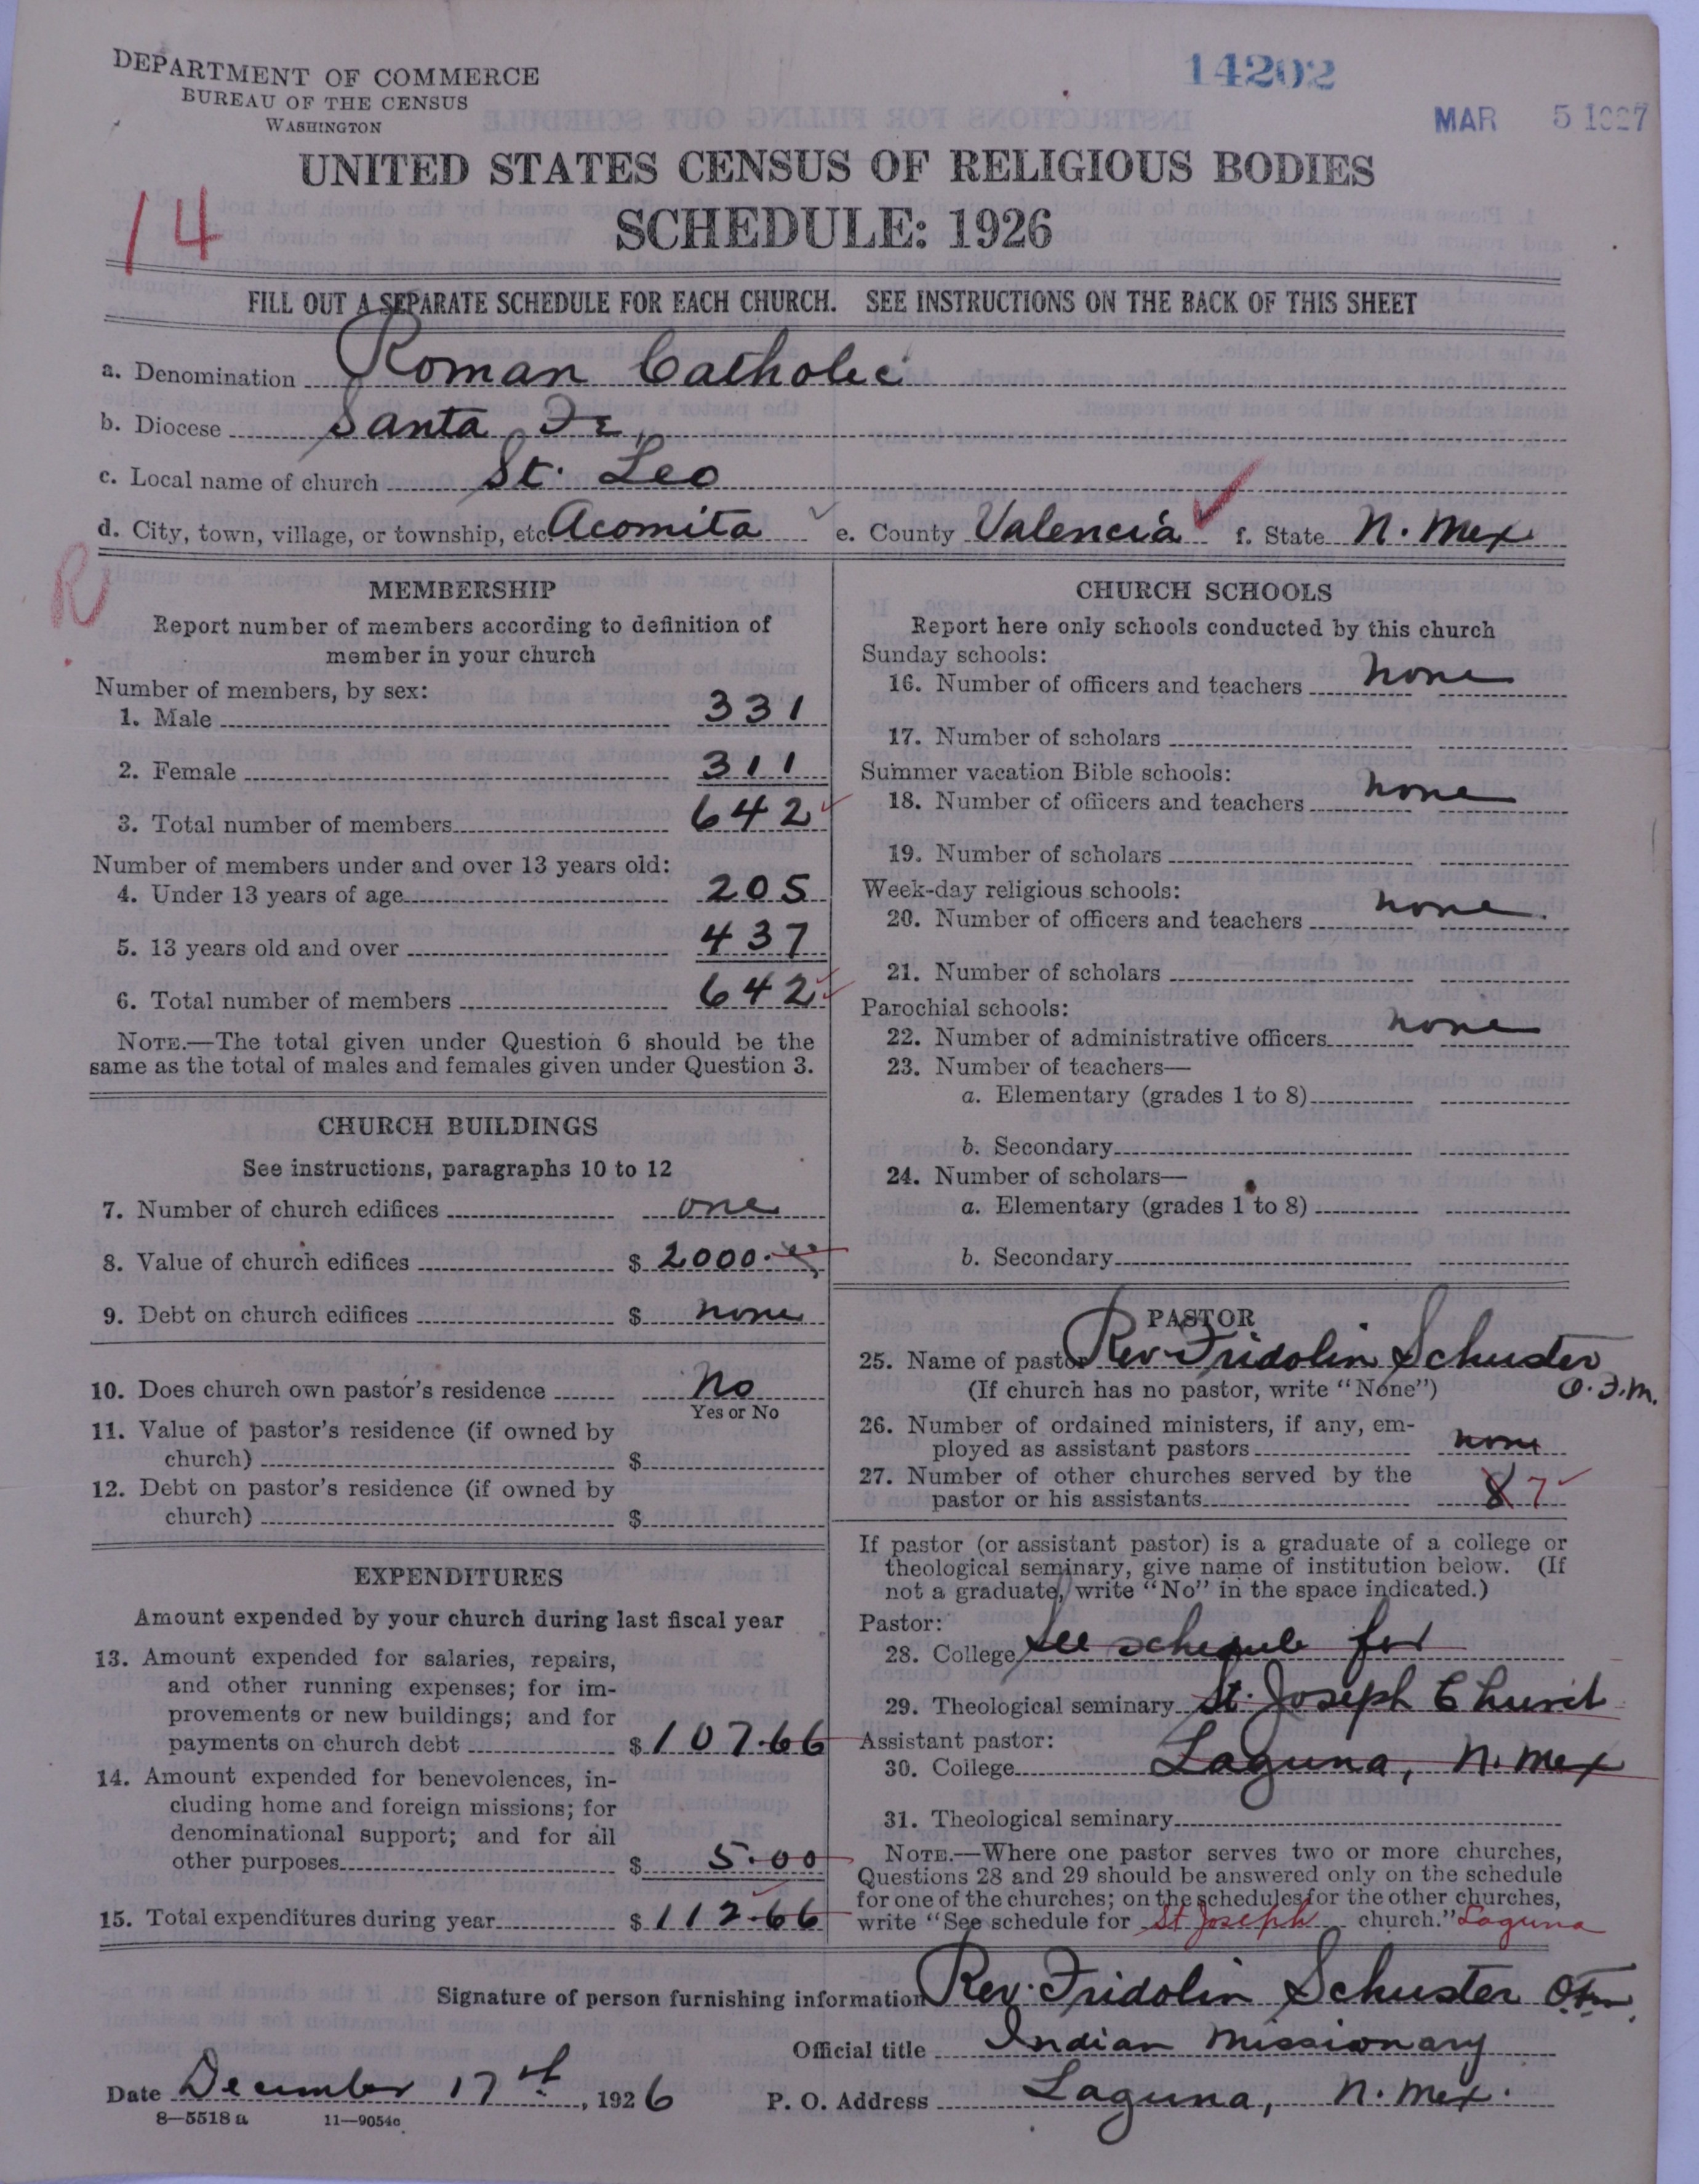 DEPARTMENT OF COMMERCE
BUREAU OF THE CENSUS
WASHINGTON
14202
MAR 5 1927
UNITED STATES CENSUS OF RELIGIOUS BODIES
SCHEDULE: 1926
14
FILL OUT A SEPARATE SCHEDULE FOR EACH CHURCH. SEE INSTRUCTIONS ON THE BACK OF THIS SHEET
a. Denomination Roman Catholic
b. Diocese Santa Fe
c. Local name of church St. Leo
d. City, town, village, or township, etc. Acomita e. County Valencia f. State N. Mex
R
MEMBERSHIP
Report number of members according to definition of
member in your church
Number of members, by sex:
1. Male 331
2. Female 311
3. Total number of members 642
Number of members under and over 13 years old:
4. Under 13 years of age 205
5. 13 years old and over 437
6. Total number of members 642
NOTE.—The total given under Question 6 should be the
same as the total of males and females given under Question 3.
CHURCH BUILDINGS
See instructions, paragraphs 10 to 12
7. Number of church edifices one
8. Value of church edifices $ 2000.
9. Debt on church edifices $ none
10. Does church own pastor's residence No
Yes or No
11. Value of pastor's residence (if owned by
church) $
12. Debt on pastor's residence (if owned by
church) $
EXPENDITURES
Amount expended by your church during last fiscal year
13. Amount expended for salaries, repairs,
and other running expenses; for im-
provements or new buildings; and for
payments on church debt $ 107.66
14. Amount expended for benevolences, in-
cluding home and foreign missions; for
denominational support; and for all
other purposes $ 5.00
15. Total expenditures during year $ 112.66
CHURCH SCHOOLS
Report here only schools conducted by this church
Sunday schools:
16. Number of officers and teachers none
17. Number of scholars
Summer vacation Bible schools:
18. Number of officers and teachers none
19. Number of scholars
Week-day religious schools:
20. Number of officers and teachers none
21. Number of scholars
Parochial schools:
22. Number of administrative officers none
23. Number of teachers—
a. Elementary (grades 1 to 8)
b. Secondary
24. Number of scholars—
a. Elementary (grades 1 to 8)
b. Secondary
PASTOR
25. Name of pastor Rev. Fridolin Schuster
(If church has no pastor, write "None") O.F.M.
26. Number of ordained ministers, if any, em-
ployed as assistant pastors none
27. Number of other churches served by the
pastor or his assistants 8 7
If pastor (or assistant pastor) is a graduate of a college or
theological seminary, give name of institution below. (If
not a graduate, write "No" in the space indicated.)
Pastor:
28. College See schedule for
29. Theological seminary St. Joseph Church
Assistant pastor:
30. College Laguna, N. Mex
31. Theological seminary
NOTE.—Where one pastor serves two or more churches,
Questions 28 and 29 should be answered only on the schedule
for one of the churches; on the schedules for the other churches,
write "See schedule for St Joseph church." Laguna
Signature of person furnishing information Rev. Fridolin Schuster O.F.M.
Official title Indian Missionary
Date December 17th, 1926 P. O. Address Laguna, N. Mex.
8—5518 a 11—9054c